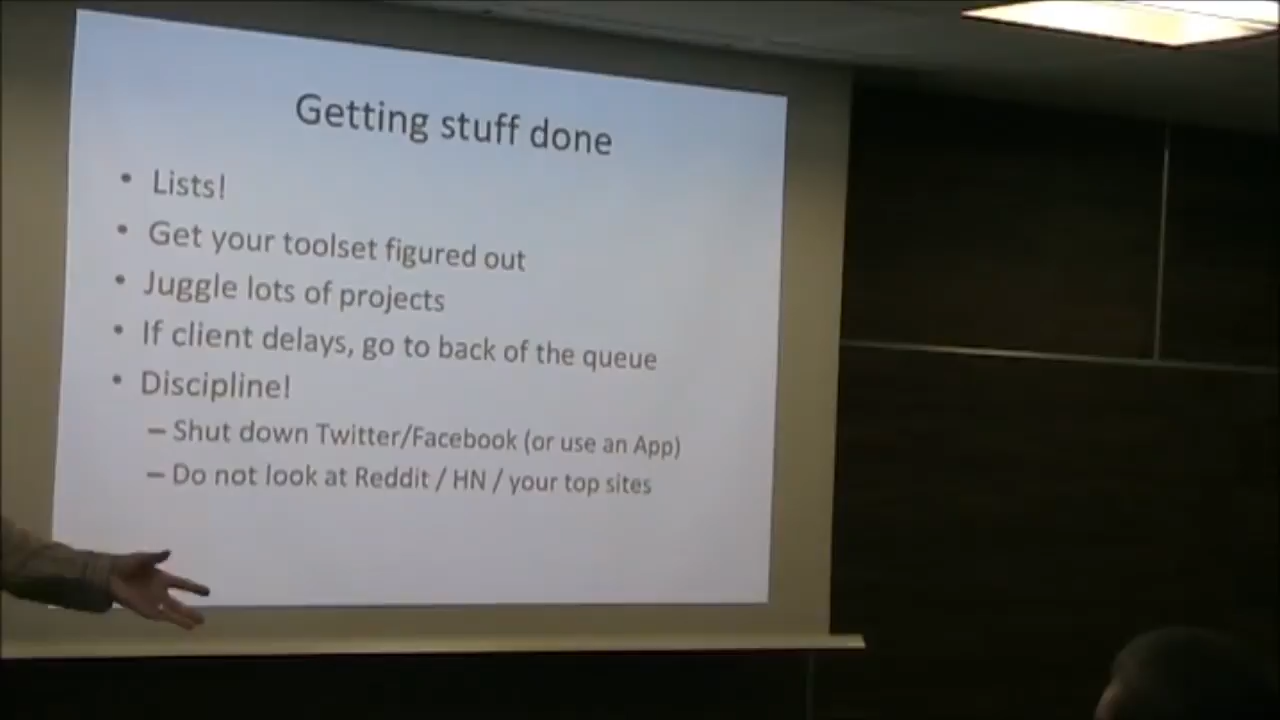 Getting stuff done
• Lists!
• Get your toolset figured out
• Juggle lots of projects
• If client delays, go to back of the queue
• Discipline!
– Shut down Twitter/Facebook (or use an App)
– Do not look at Reddit / HN / your top sites